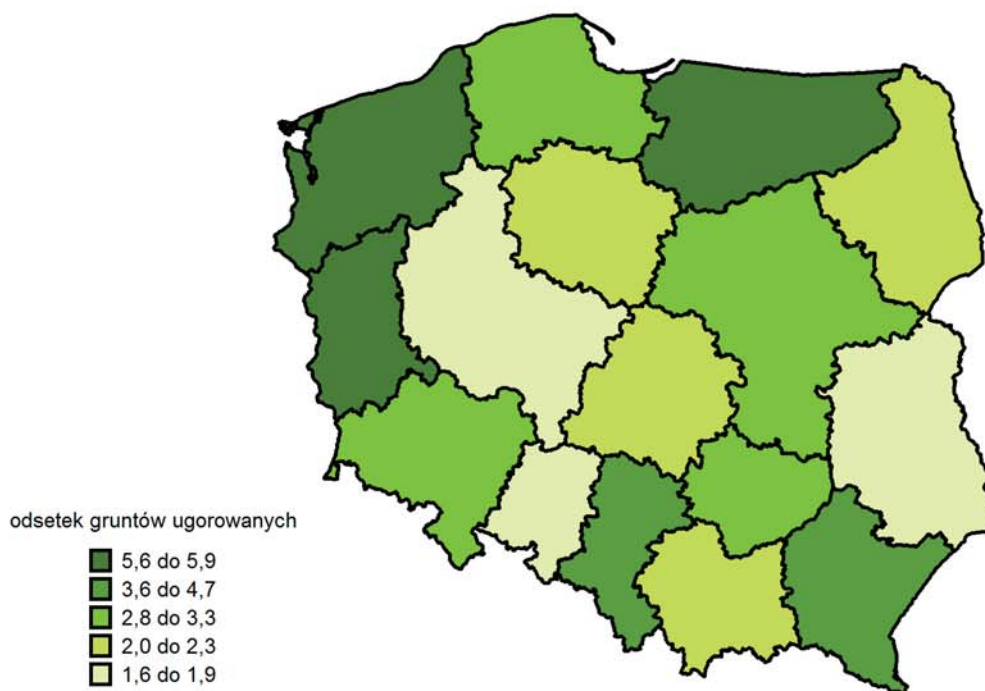 odsetek gruntów ugorowanych
5,6 do 5,9
3,6 do 4,7
2,8 do 3,3
2,0 do 2,3
1,6 do 1,9